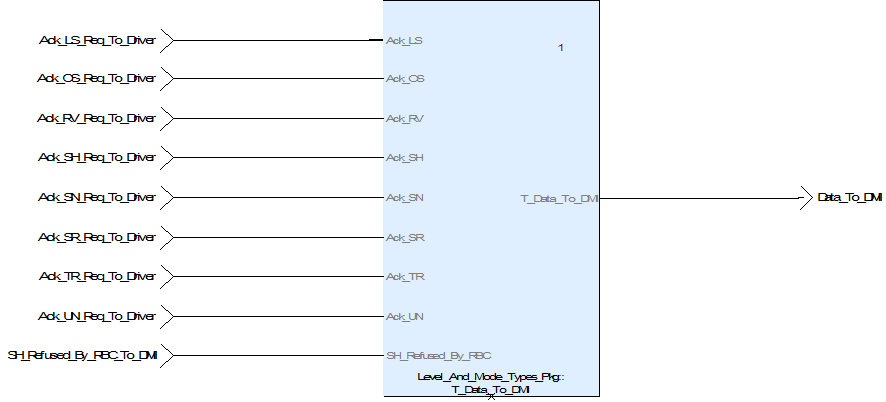 Ack_LS_Req_To_Driver Ack_LS 1
Ack_OS_Req_To_Driver Ack_OS
Ack_RV_Req_To_Driver Ack_RV
Ack_SH_Req_To_Driver Ack_SH
Ack_SN_Req_To_Driver Ack_SN T_Data_To_DMI Data_To_DMI
Ack_SR_Req_To_Driver Ack_SR
Ack_TR_Req_To_Driver Ack_TR
Ack_UN_Req_To_Driver Ack_UN
SH_Refused_By_RBC_To_DMI SH_Refused_By_RBC
Level_And_Mode_Types_Pkg::
T_Data_To_DMI